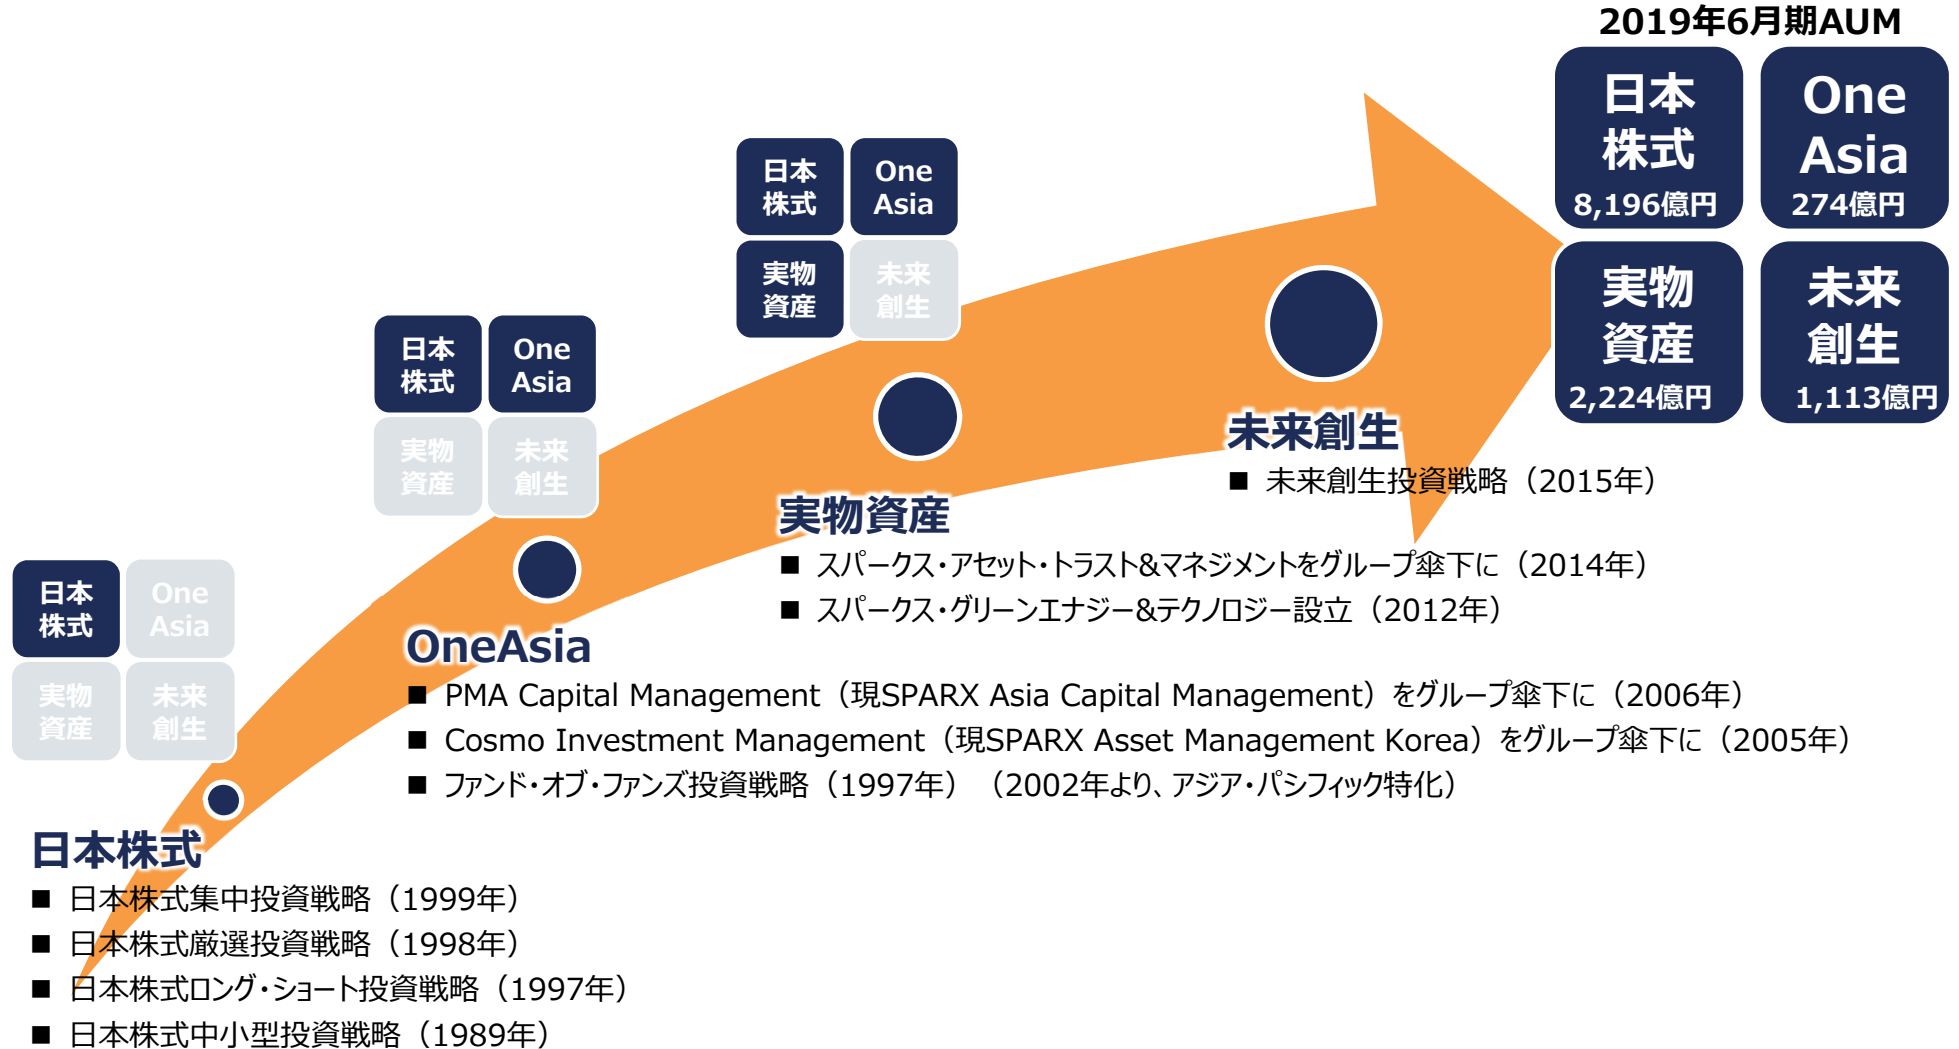 2019年6月期AUM
日本
株式
8,196億円
One
Asia
274億円
実物
資産
2,224億円
未来
創生
1,113億円
日本
株式
One
Asia
実物
資産
未来
創生
日本
株式
One
Asia
実物
資産
未来
創生
日本
株式
One
Asia
実物
資産
未来
創生
未来創生
■ 未来創生投資戦略（2015年）
実物資産
■ スパークス・アセット・トラスト&マネジメントをグループ傘下に（2014年）
■ スパークス・グリーンエナジー&テクノロジー設立（2012年）
OneAsia
■ PMA Capital Management（現SPARX Asia Capital Management）をグループ傘下に（2006年）
■ Cosmo Investment Management（現SPARX Asset Management Korea）をグループ傘下に（2005年）
■ ファンド・オブ・ファンズ投資戦略（1997年）（2002年より、アジア・パシフィック特化）
日本株式
■ 日本株式集中投資戦略（1999年）
■ 日本株式厳選投資戦略（1998年）
■ 日本株式ロング・ショート投資戦略（1997年）
■ 日本株式中小型投資戦略（1989年）